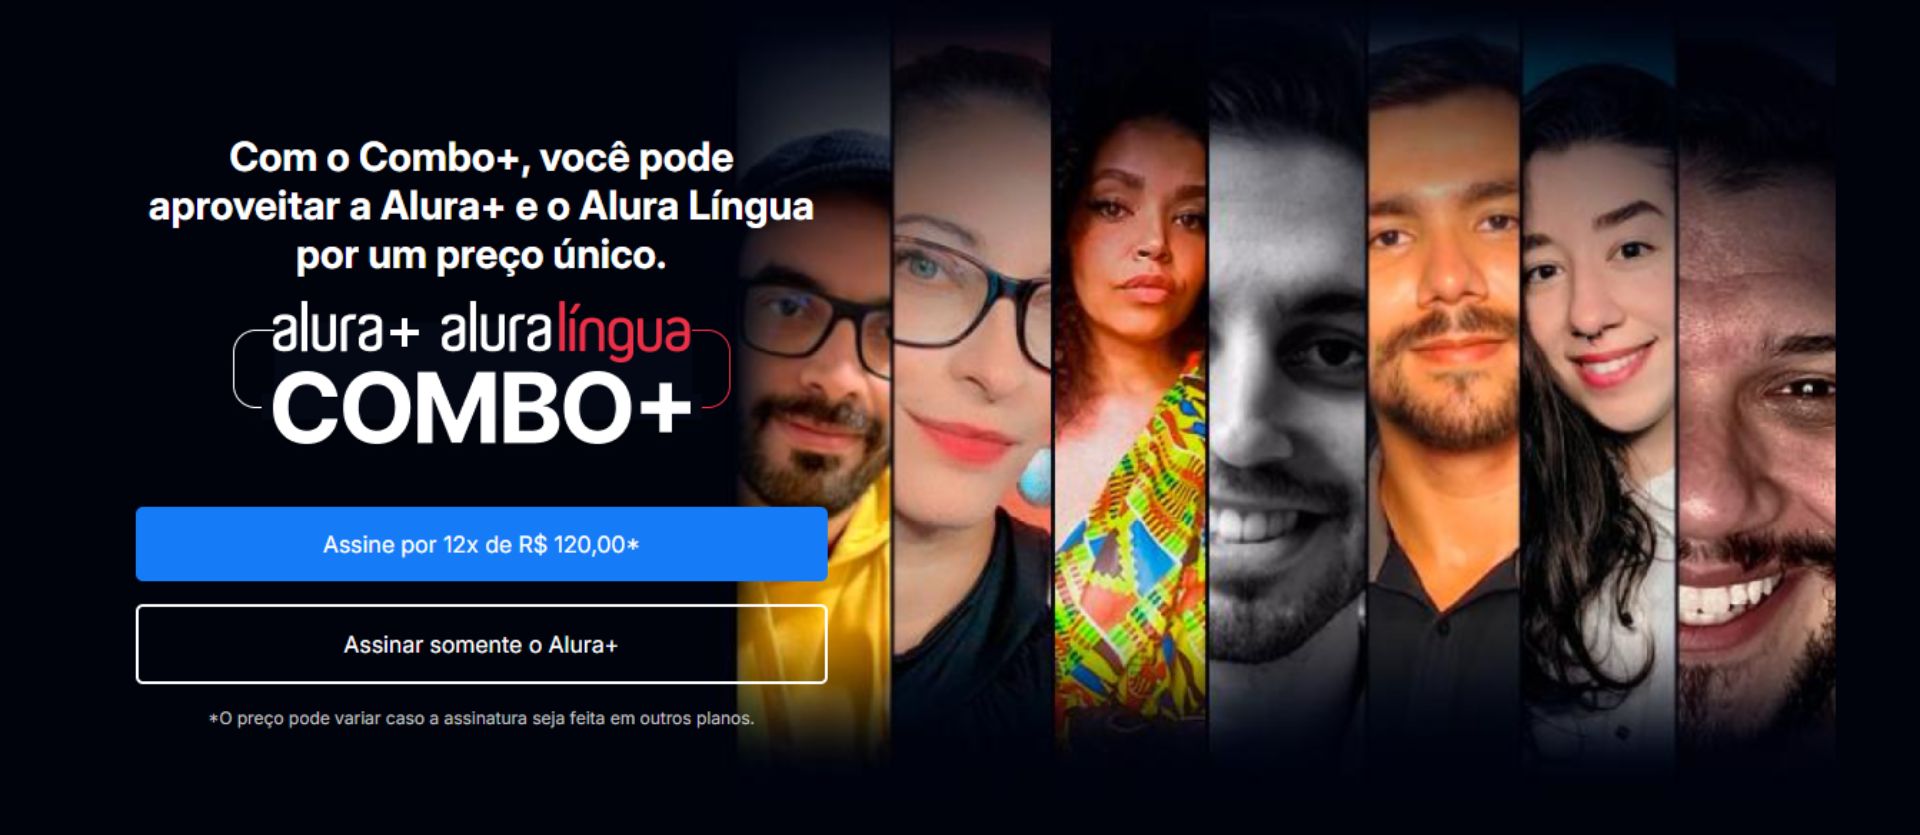 Com o Combo+, você pode
aproveitar a Alura+ e o Alura Língua
por um preço único.
alura+ aluralíngua
COMBO+
Assine por 12x de R$ 120,00*
Assinar somente o Alura+
*O preço pode variar caso a assinatura seja feita em outros planos.